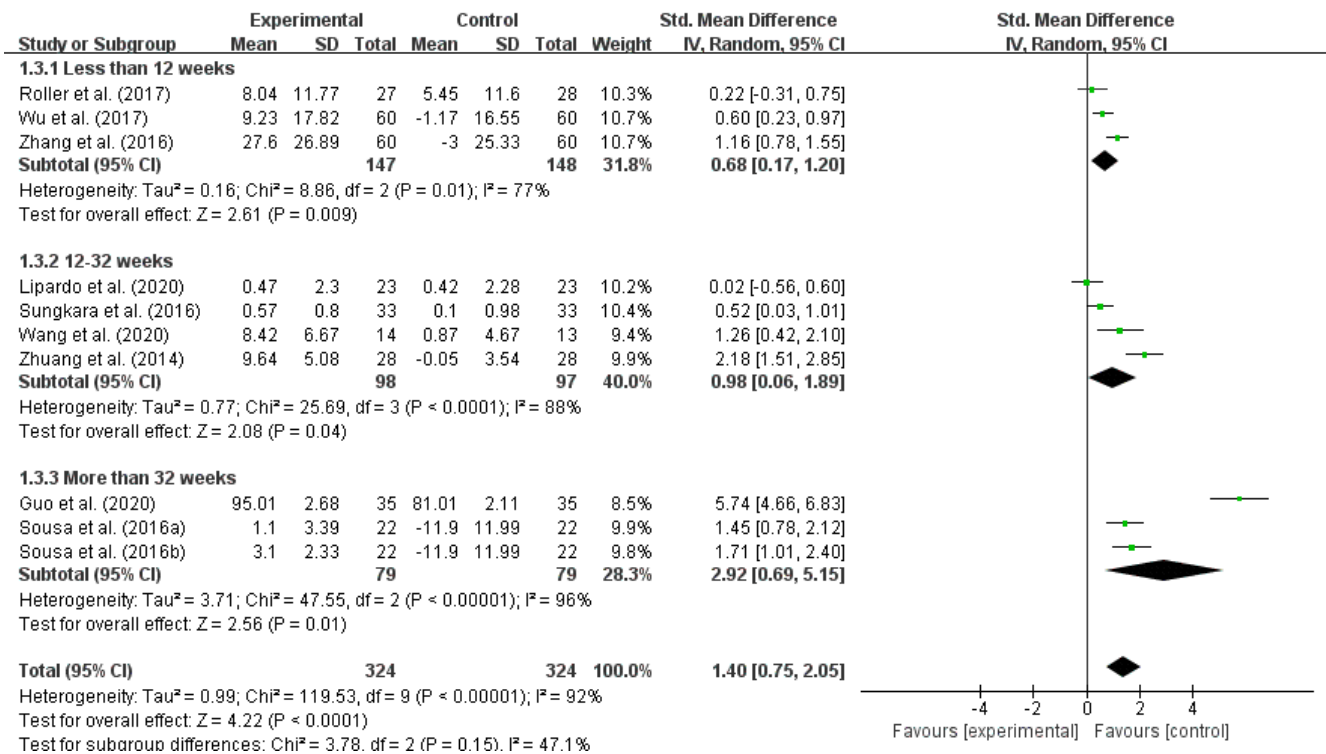 Experimental Control Std. Mean Difference Std. Mean Difference
Study or Subgroup Mean SD Total Mean SD Total Weight IV, Random, 95% CI IV, Random, 95% CI
1.3.1 Less than 12 weeks
Roller et al. (2017) 8.04 11.77 27 5.45 11.6 28 10.3% 0.22 [-0.31, 0.75]
Wu et al. (2017) 9.23 17.82 60 -1.17 16.55 60 10.7% 0.60 [0.23, 0.97]
Zhang et al. (2016) 27.6 26.89 60 -3 25.33 60 10.7% 1.16 [0.78, 1.55]
Subtotal (95% CI) 147 148 31.8% 0.68 [0.17, 1.20]
Heterogeneity: Tau² = 0.16; Chi² = 8.86, df = 2 (P = 0.01); I² = 77%
Test for overall effect: Z = 2.61 (P = 0.009)
1.3.2 12-32 weeks
Lipardo et al. (2020) 0.47 2.3 23 0.42 2.28 23 10.2% 0.02 [-0.56, 0.60]
Sungkara et al. (2016) 0.57 0.8 33 0.1 0.98 33 10.4% 0.52 [0.03, 1.01]
Wang et al. (2020) 8.42 6.67 14 0.87 4.67 13 9.4% 1.26 [0.42, 2.10]
Zhuang et al. (2014) 9.64 5.08 28 -0.05 3.54 28 9.9% 2.18 [1.51, 2.85]
Subtotal (95% CI) 98 97 40.0% 0.98 [0.06, 1.89]
Heterogeneity: Tau² = 0.77; Chi² = 25.69, df = 3 (P < 0.0001); I² = 88%
Test for overall effect: Z = 2.08 (P = 0.04)
1.3.3 More than 32 weeks
Guo et al. (2020) 95.01 2.68 35 81.01 2.11 35 8.5% 5.74 [4.66, 6.83]
Sousa et al. (2016a) 1.1 3.39 22 -11.9 11.99 22 9.9% 1.45 [0.78, 2.12]
Sousa et al. (2016b) 3.1 2.33 22 -11.9 11.99 22 9.8% 1.71 [1.01, 2.40]
Subtotal (95% CI) 79 79 28.3% 2.92 [0.69, 5.15]
Heterogeneity: Tau² = 3.71; Chi² = 47.55, df = 2 (P < 0.00001); I² = 96%
Test for overall effect: Z = 2.56 (P = 0.01)
Total (95% CI) 324 324 100.0% 1.40 [0.75, 2.05]
Heterogeneity: Tau² = 0.99; Chi² = 119.53, df = 9 (P < 0.00001); I² = 92%
Test for overall effect: Z = 4.22 (P < 0.0001)
Test for subgroup differences: Chi² = 3.78, df = 2 (P = 0.15), I² = 47.1%
-4 -2 0 2 4
Favours [experimental] Favours [control]